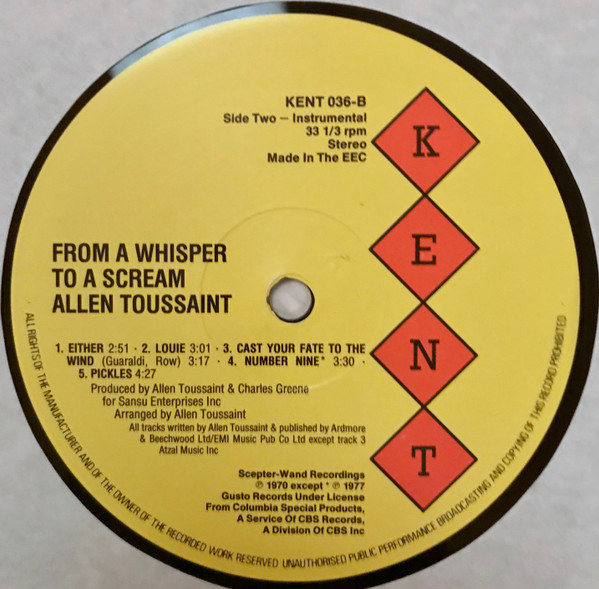 KENT 036-B
Side Two – Instrumental
33 1/3 rpm
Stereo
Made In The EEC
K
E
N
T
FROM A WHISPER
TO A SCREAM
ALLEN TOUSSAINT
1. EITHER 2:51 · 2. LOUIE 3:01 · 3. CAST YOUR FATE TO THE
WIND (Guaraldi, Row) 3:17 · 4. NUMBER NINE* 3:30 ·
5. PICKLES 4:27
Produced by Allen Toussaint & Charles Greene
for Sansu Enterprises Inc
Arranged by Allen Toussaint
All tracks written by Allen Toussaint & published by Ardmore
& Beechwood Ltd/EMI Music Pub Co Ltd except track 3
Atzal Music Inc
Scepter-Wand Recordings
℗ 1970 except * ℗ 1977
Gusto Records Under License
From Columbia Special Products,
A Service Of CBS Records,
A Division Of CBS Inc
ALL RIGHTS OF THE MANUFACTURER AND OF THE OWNER OF THE RECORDED WORK RESERVED UNAUTHORISED PUBLIC PERFORMANCE BROADCASTING AND COPYING OF THIS RECORD PROHIBITED